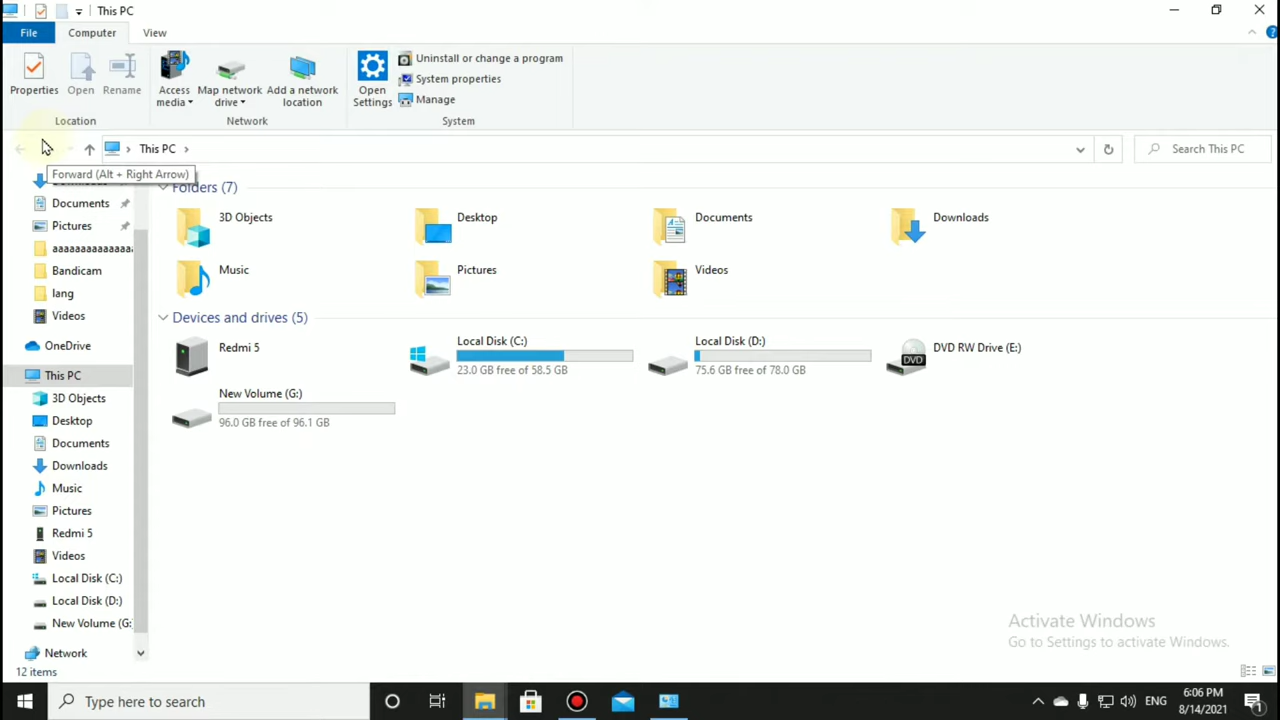 This PC
File
Computer
View
Properties
Open
Rename
Access media
Map network drive
Add a network location
Open Settings
Uninstall or change a program
System properties
Manage
Location
Network
System
This PC
Search This PC
Forward (Alt + Right Arrow)
Documents
Pictures
aaaaaaaaaaaaaa
Bandicam
lang
Videos
OneDrive
This PC
3D Objects
Desktop
Documents
Downloads
Music
Pictures
Redmi 5
Videos
Local Disk (C:)
Local Disk (D:)
New Volume (G:
Network
Folders (7)
3D Objects
Desktop
Documents
Downloads
Music
Pictures
Videos
Devices and drives (5)
Redmi 5
Local Disk (C:)
23.0 GB free of 58.5 GB
Local Disk (D:)
75.6 GB free of 78.0 GB
DVD RW Drive (E:)
DVD
New Volume (G:)
96.0 GB free of 96.1 GB
Activate Windows
Go to Settings to activate Windows.
12 items
Type here to search
ENG
6:06 PM
8/14/2021
1